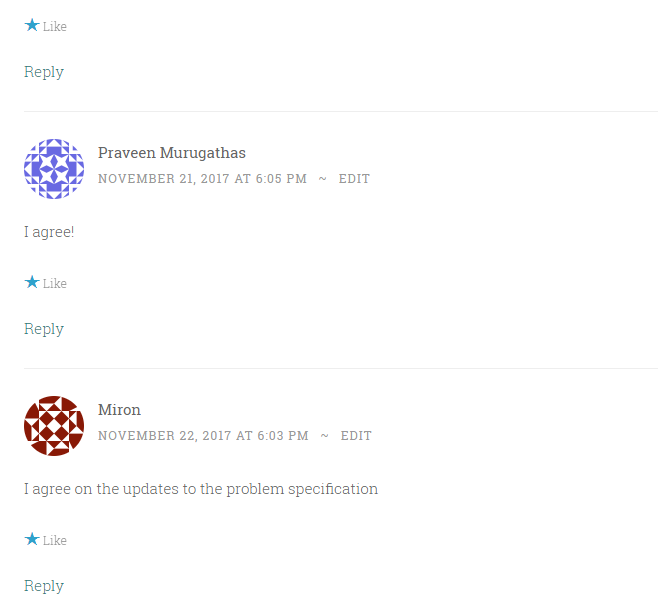 Like
Reply
Praveen Murugathas
NOVEMBER 21, 2017 AT 6:05 PM ~ EDIT
I agree!
Like
Reply
Miron
NOVEMBER 22, 2017 AT 6:03 PM ~ EDIT
I agree on the updates to the problem specification
Like
Reply